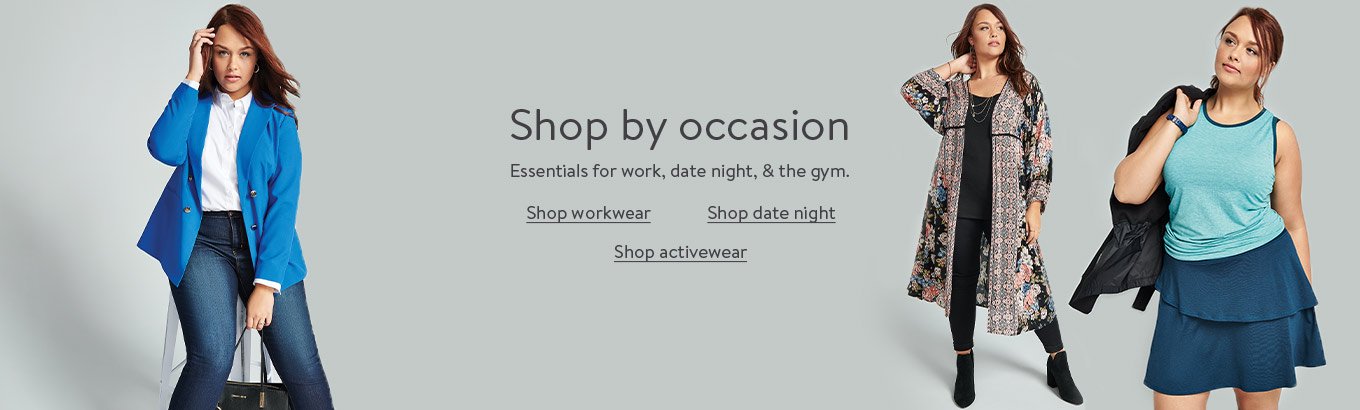 Shop by occasion
Essentials for work, date night, & the gym.
Shop workwear Shop date night
Shop activewear